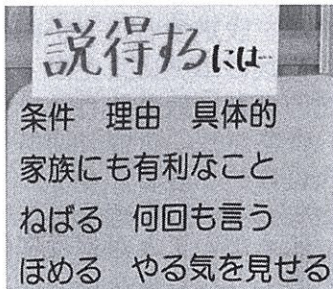 説得するには…
条件　理由　具体的
家族にも有利なこと
ねばる　何回も言う
ほめる　やる気を見せる